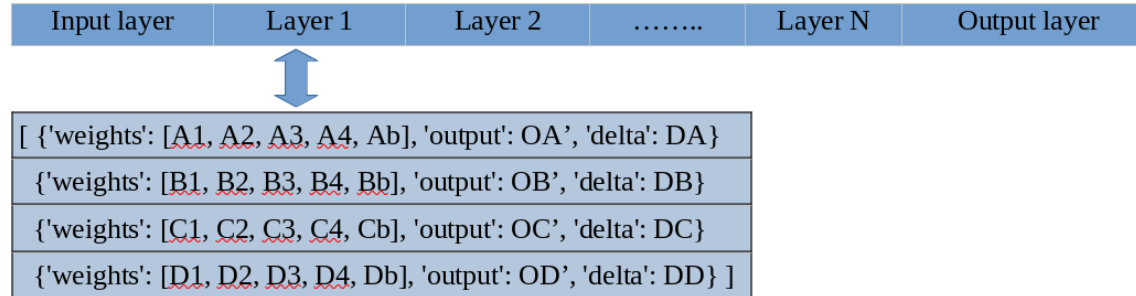 Input layer Layer 1 Layer 2 …….. Layer N Output layer
[ {'weights': [A1, A2, A3, A4, Ab], 'output': OA’, 'delta': DA}
{'weights': [B1, B2, B3, B4, Bb], 'output': OB’, 'delta': DB}
{'weights': [C1, C2, C3, C4, Cb], 'output': OC’, 'delta': DC}
{'weights': [D1, D2, D3, D4, Db], 'output': OD’, 'delta': DD} ]